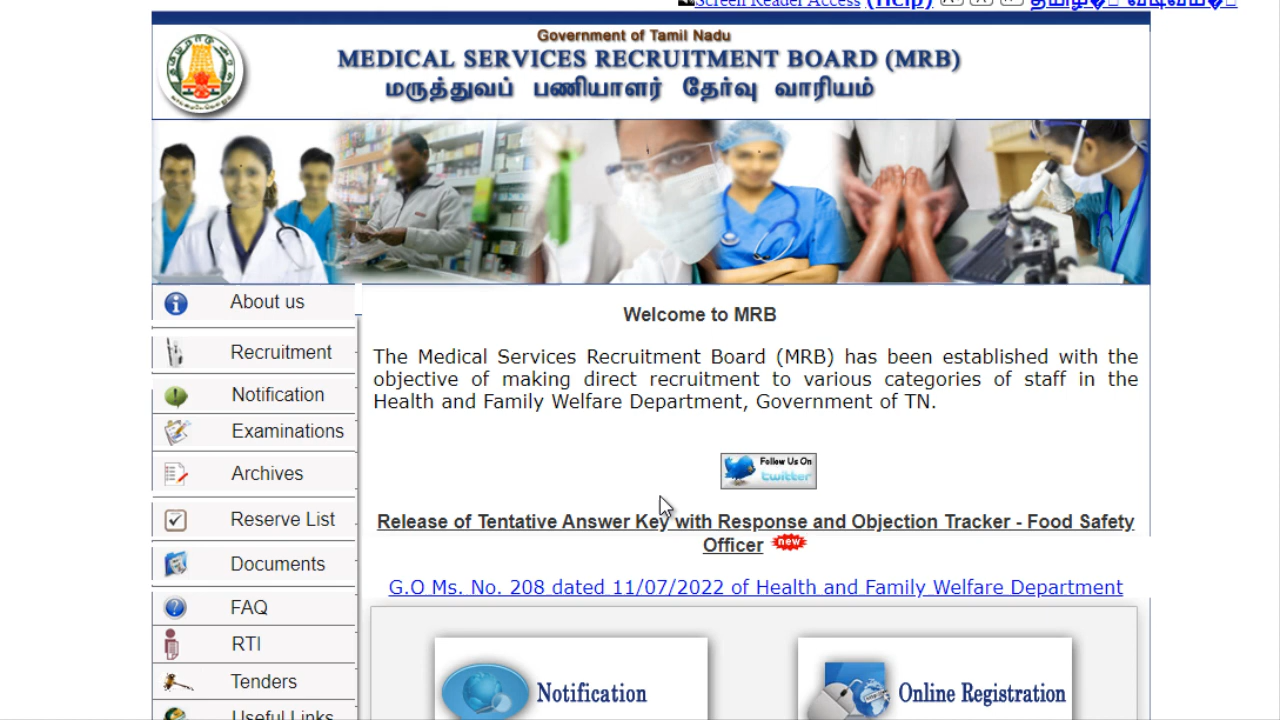 Screen Reader Access (Help)
Government of Tamil Nadu
MEDICAL SERVICES RECRUITMENT BOARD (MRB)
மருத்துவப் பணியாளர் தேர்வு வாரியம்
Welcome to MRB
The Medical Services Recruitment Board (MRB) has been established with the
objective of making direct recruitment to various categories of staff in the
Health and Family Welfare Department, Government of TN.
Follow Us On
twitter
Release of Tentative Answer Key with Response and Objection Tracker - Food Safety
Officer new
G.O Ms. No. 208 dated 11/07/2022 of Health and Family Welfare Department
Notification
Online Registration
About us
Recruitment
Notification
Examinations
Archives
Reserve List
Documents
FAQ
RTI
Tenders
Useful Links